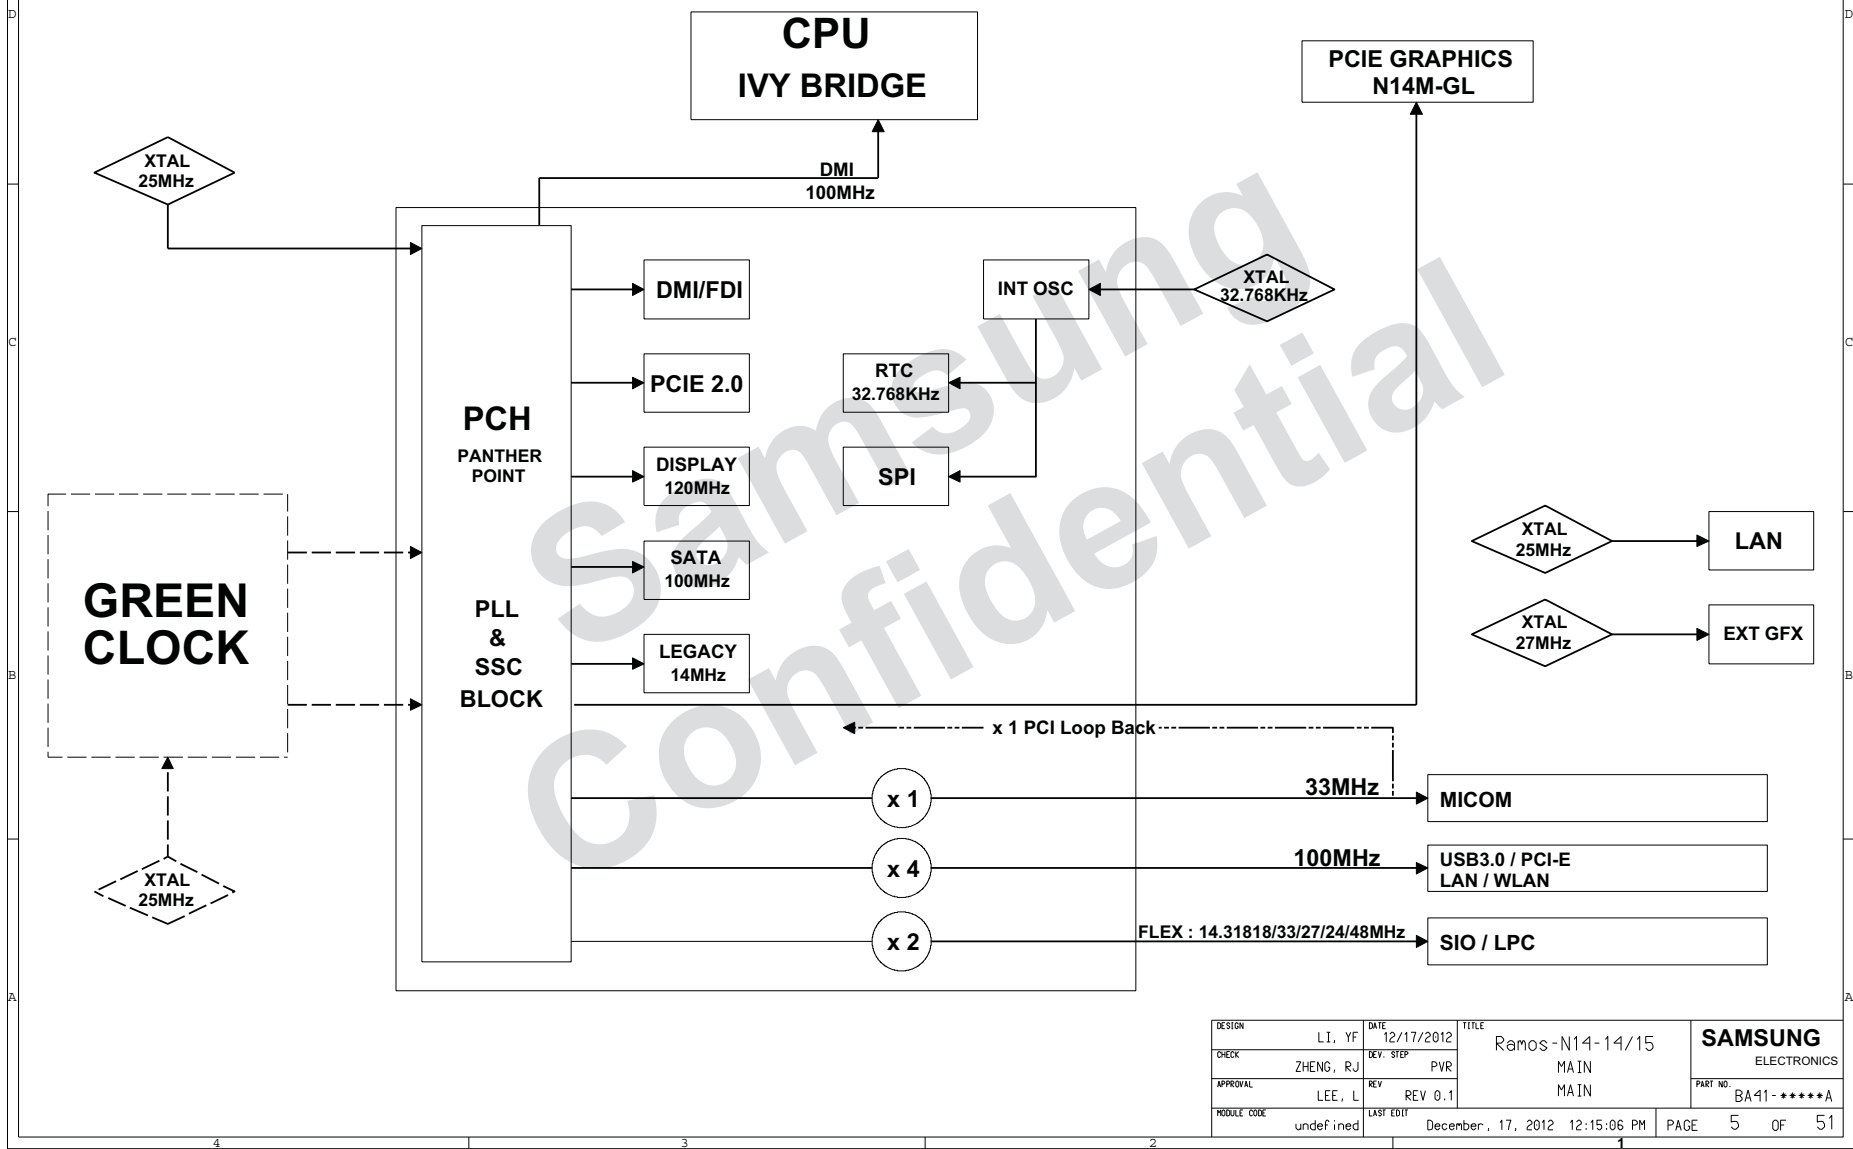 D
D
CPU
IVY BRIDGE
PCIE GRAPHICS
N14M-GL
XTAL
25MHz
DMI
100MHz
DMI/FDI
INT OSC
XTAL
32.768KHz
C
C
PCIE 2.0
RTC
32.768KHz
PCH
PANTHER
POINT
DISPLAY
120MHz
SPI
Samsung
Confidential
XTAL
25MHz
LAN
SATA
100MHz
GREEN
CLOCK
PLL
&
SSC
BLOCK
XTAL
27MHz
EXT GFX
LEGACY
14MHz
B
B
x 1 PCI Loop Back
x 1
33MHz
MICOM
x 4
100MHz
USB3.0 / PCI-E
LAN / WLAN
XTAL
25MHz
x 2
FLEX : 14.31818/33/27/24/48MHz
SIO / LPC
A
A
DESIGN
LI, YF
DATE
12/17/2012
TITLE
Ramos-N14-14/15
MAIN
MAIN
SAMSUNG
ELECTRONICS
CHECK
ZHENG, RJ
DEV. STEP
PVR
APPROVAL
LEE, L
REV
REV 0.1
PART NO.
BA41-*****A
MODULE CODE
undefined
LAST EDIT
December, 17, 2012 12:15:06 PM
PAGE 5 OF 51
4
3
2
1